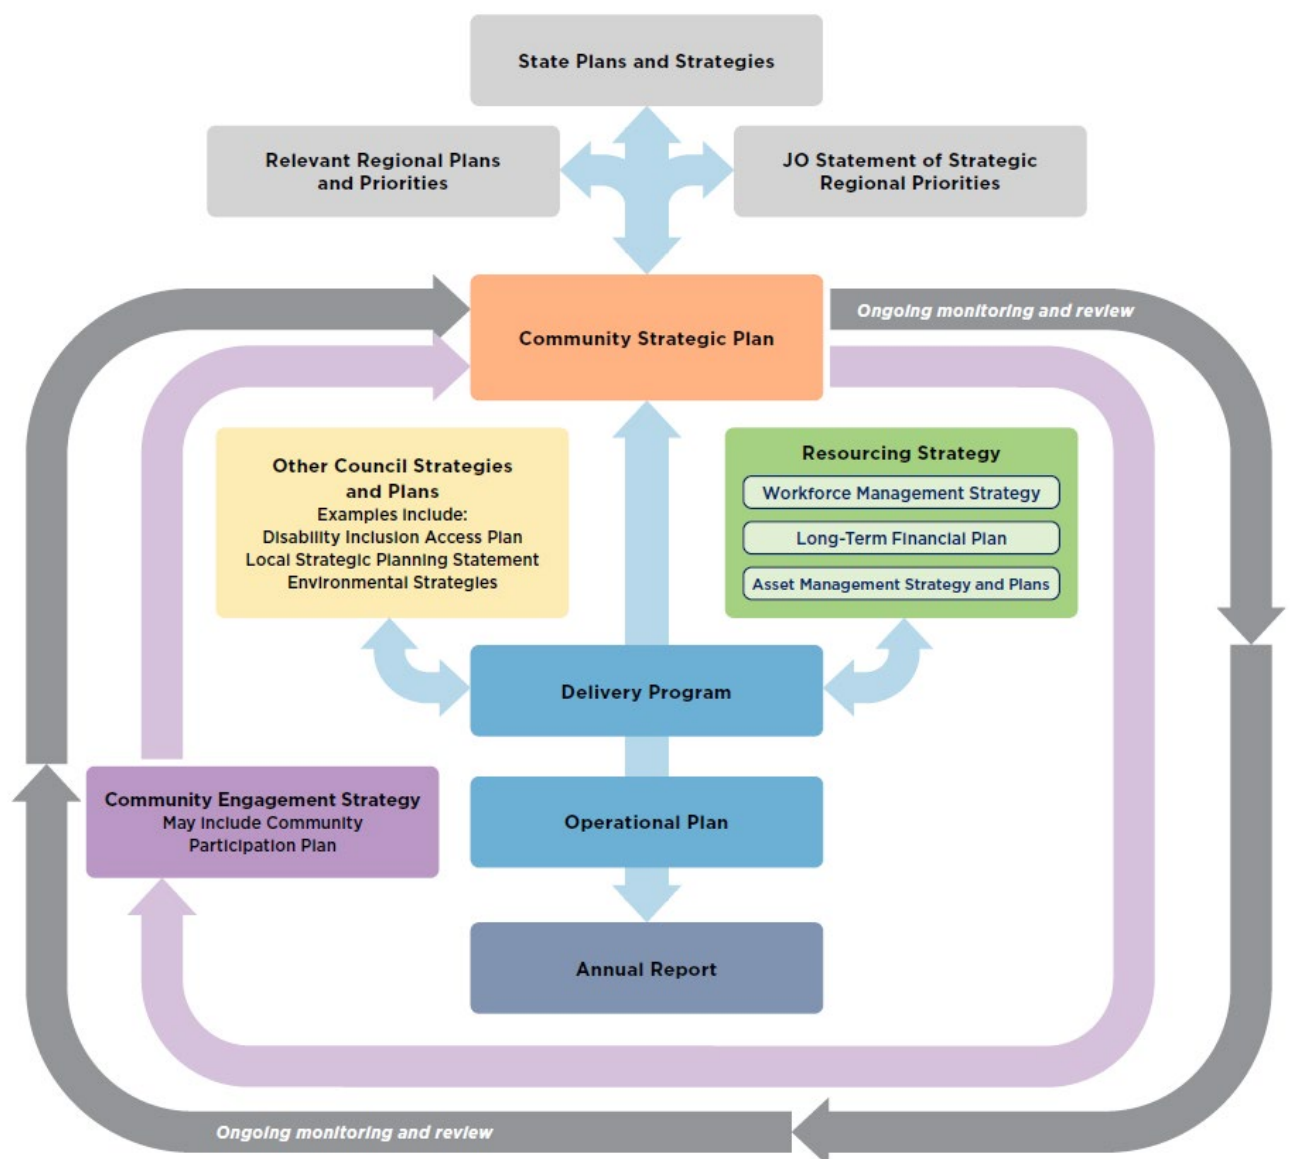 State Plans and Strategies
Relevant Regional Plans
and Priorities
JO Statement of Strategic
Regional Priorities
Ongoing monitoring and review
Community Strategic Plan
Other Council Strategies
and Plans
Examples include:
Disability Inclusion Access Plan
Local Strategic Planning Statement
Environmental Strategies
Resourcing Strategy
Workforce Management Strategy
Long-Term Financial Plan
Asset Management Strategy and Plans
Delivery Program
Community Engagement Strategy
May include Community
Participation Plan
Operational Plan
Annual Report
Ongoing monitoring and review